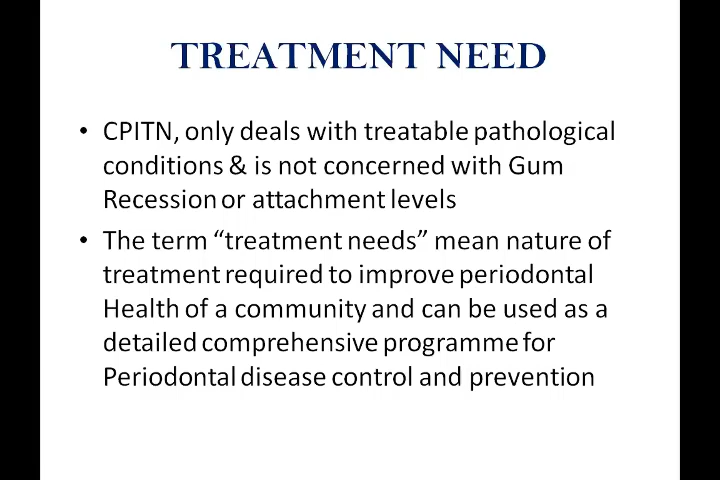 TREATMENT NEED
• CPITN, only deals with treatable pathological
conditions & is not concerned with Gum
Recession or attachment levels
• The term “treatment needs” mean nature of
treatment required to improve periodontal
Health of a community and can be used as a
detailed comprehensive programme for
Periodontal disease control and prevention